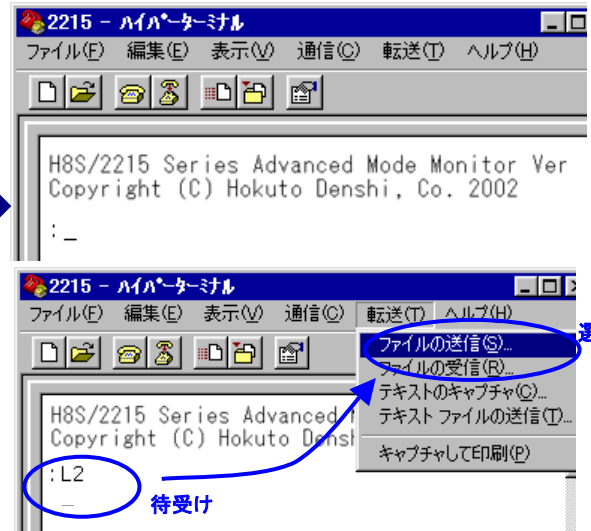 2215 - ﾊｲﾊﾟｰﾀｰﾐﾅﾙ
ファイル(F) 編集(E) 表示(V) 通信(C) 転送(T) ヘルプ(H)
H8S/2215 Series Advanced Mode Monitor Ver
Copyright (C) Hokuto Denshi, Co. 2002
:_
2215 - ﾊｲﾊﾟｰﾀｰﾐﾅﾙ
ファイル(F) 編集(E) 表示(V) 通信(C) 転送(T) ヘルプ(H)
ファイルの送信(S)...
ファイルの受信(R)...
テキストのキャプチャ(C)...
テキスト ファイルの送信(T)...
キャプチャして印刷(P)
H8S/2215 Series Advanced
Copyright (C) Hokuto Densh
:L2
_
待受け